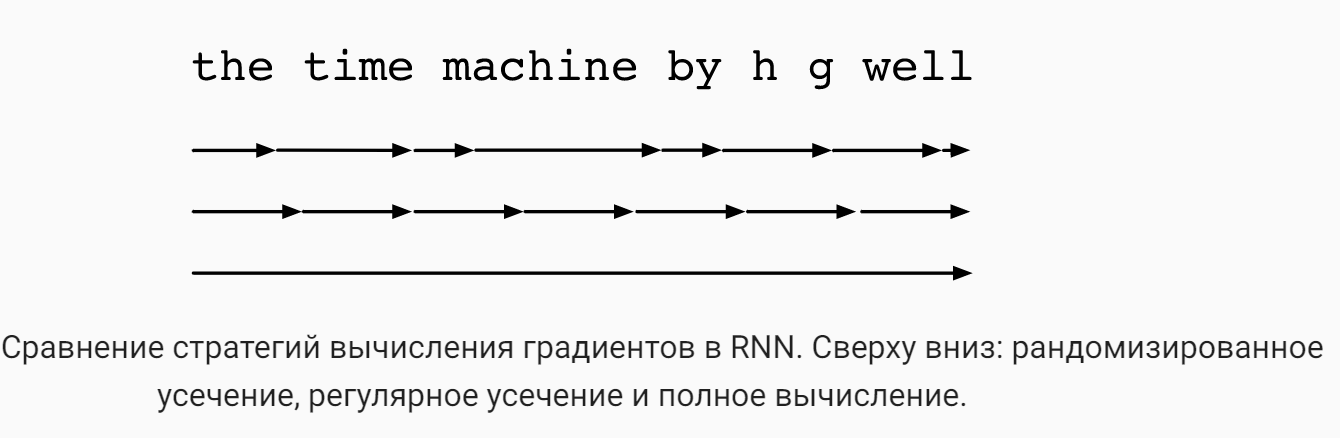 the time machine by h g well
Сравнение стратегий вычисления градиентов в RNN. Сверху вниз: рандомизированное
усечение, регулярное усечение и полное вычисление.